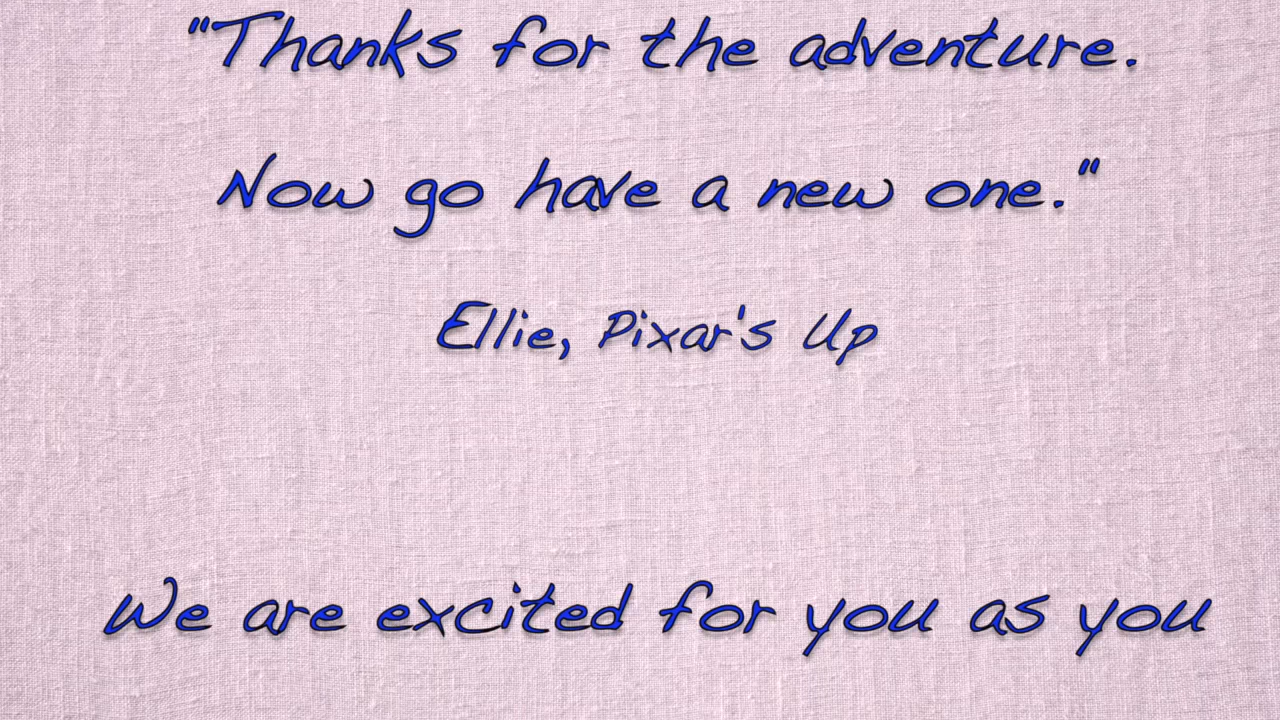 "Thanks for the adventure.
Now go have a new one."
Ellie, Pixar's Up
We are excited for you as you